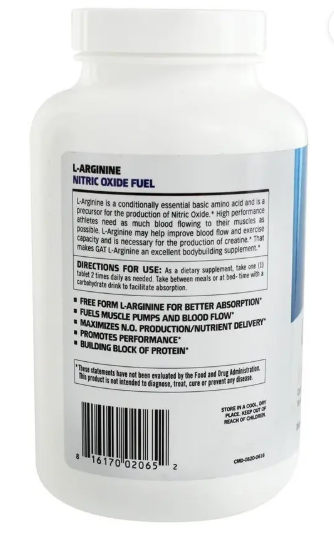 L-ARGININE
NITRIC OXIDE FUEL
L-Arginine is a conditionally essential basic amino acid and is a
precursor for the production of Nitric Oxide.* High performance
athletes need as much blood flowing to their muscles as
possible. L-Arginine may help improve blood flow and exercise
capacity and is necessary for the production of creatine.* That
makes GAT L-Arginine an excellent bodybuilding supplement.*
DIRECTIONS FOR USE: As a dietary supplement, take one (1)
tablet 2 times daily as needed. Take between meals or at bed- time with a
carbohydrate drink to facilitate absorption.
▪ FREE FORM L-ARGININE FOR BETTER ABSORPTION*
▪ FUELS MUSCLE PUMPS AND BLOOD FLOW*
▪ MAXIMIZES N.O. PRODUCTION/NUTRIENT DELIVERY*
▪ PROMOTES PERFORMANCE*
▪ BUILDING BLOCK OF PROTEIN*
*These statements have not been evaluated by the Food and Drug Administration.
This product is not intended to diagnose, treat, cure or prevent any disease.
STORE IN A COOL, DRY
PLACE. KEEP OUT OF
REACH OF CHILDREN.
8 16170 02065 2